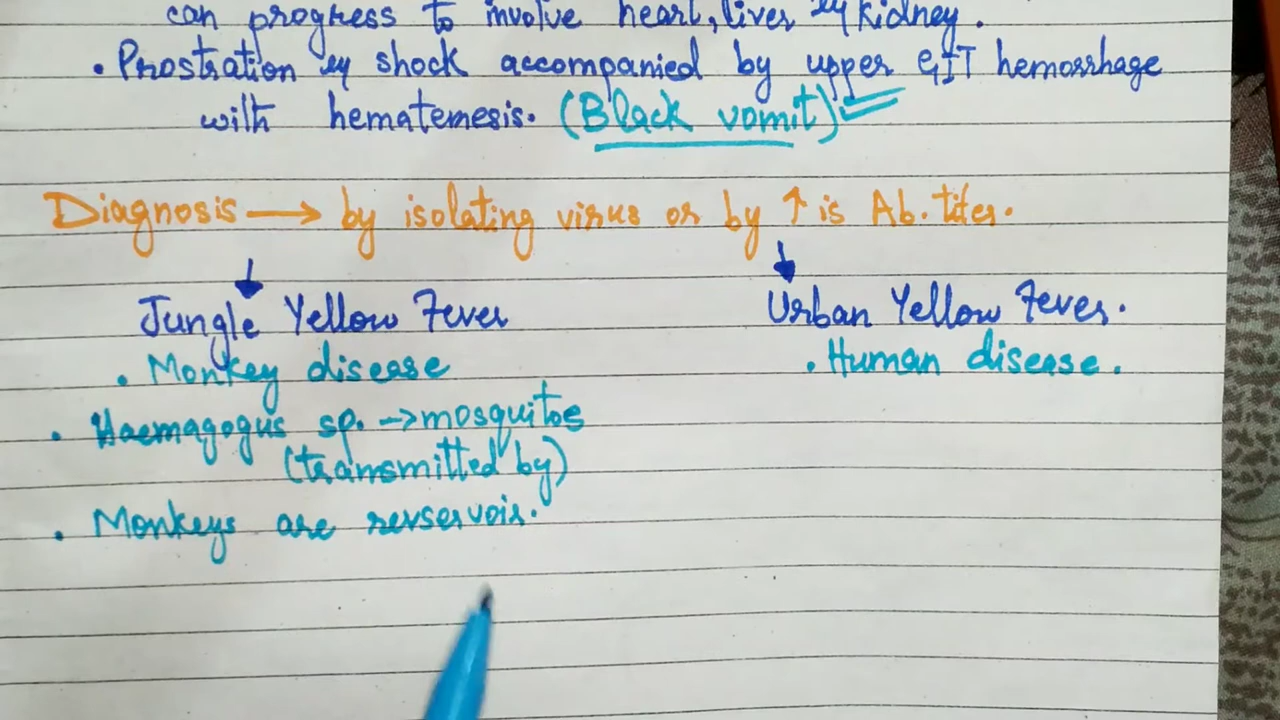 can progress to involve heart, liver & kidney.
• Prostration & shock accompanied by upper GIT hemorrhage
with hematemesis. (Black vomit)
Diagnosis → by isolating virus or by ↑ is Ab. titer.
↓ ↓
Jungle Yellow Fever Urban Yellow Fever.
• Monkey disease • Human disease.
• Haemagogus sp. → mosquitoe
(transmitted by)
• Monkeys are reservoir.